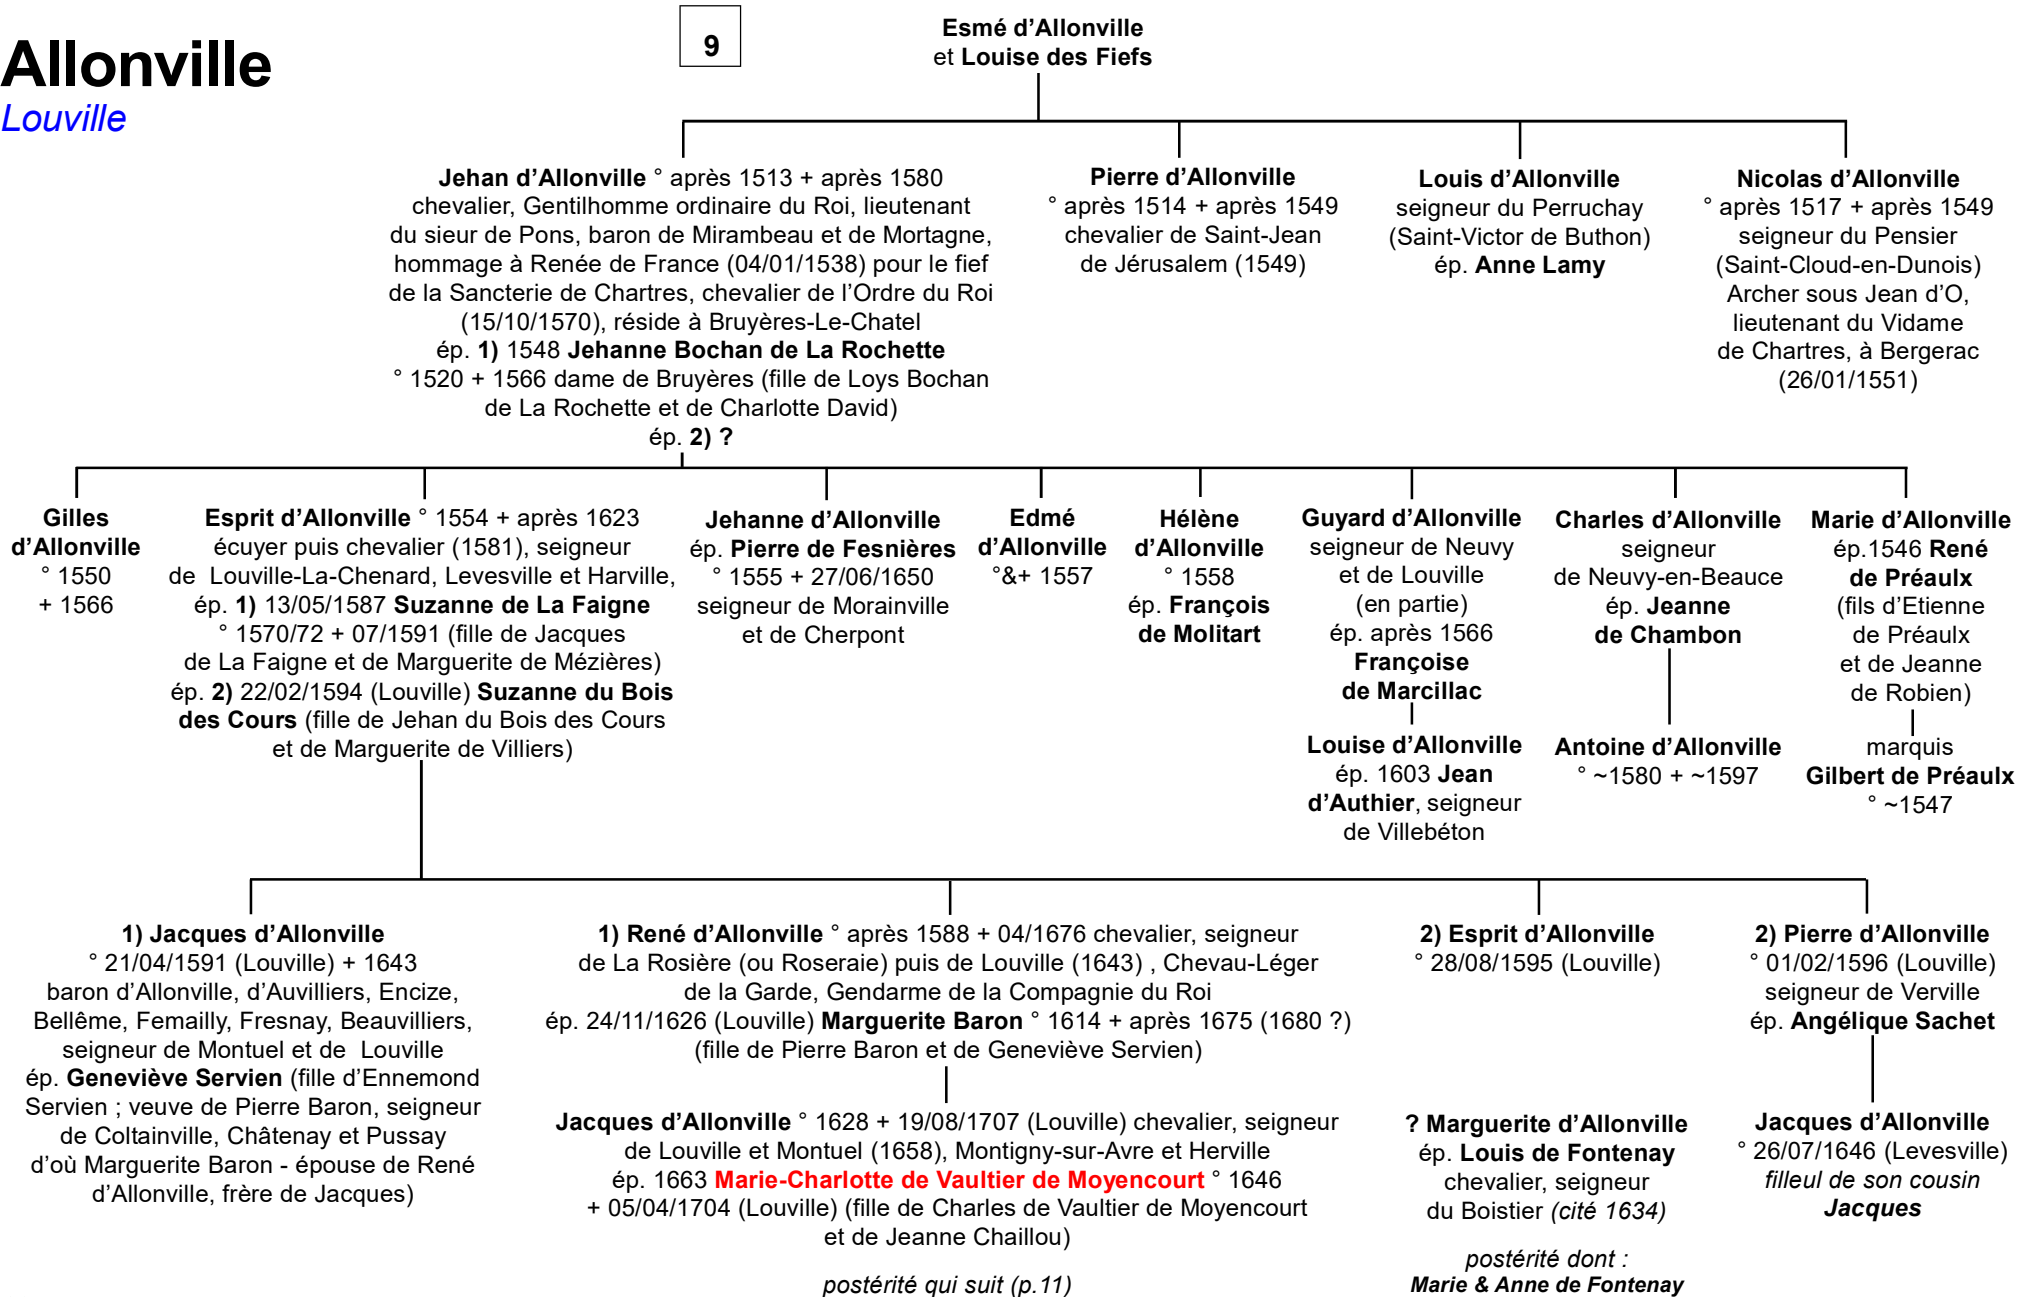 Allonville
Louville
9
Esmé d’Allonville
et Louise des Fiefs
Jehan d’Allonville ° après 1513 + après 1580
chevalier, Gentilhomme ordinaire du Roi, lieutenant
du sieur de Pons, baron de Mirambeau et de Mortagne,
hommage à Renée de France (04/01/1538) pour le fief
de la Sancterie de Chartres, chevalier de l’Ordre du Roi
(15/10/1570), réside à Bruyères-Le-Chatel
ép. 1) 1548 Jehanne Bochan de La Rochette
° 1520 + 1566 dame de Bruyères (fille de Loys Bochan
de La Rochette et de Charlotte David)
ép. 2) ?
Pierre d’Allonville
° après 1514 + après 1549
chevalier de Saint-Jean
de Jérusalem (1549)
Louis d’Allonville
seigneur du Perruchay
(Saint-Victor de Buthon)
ép. Anne Lamy
Nicolas d’Allonville
° après 1517 + après 1549
seigneur du Pensier
(Saint-Cloud-en-Dunois)
Archer sous Jean d’O,
lieutenant du Vidame
de Chartres, à Bergerac
(26/01/1551)
Gilles
d’Allonville
° 1550
+ 1566
Esprit d’Allonville ° 1554 + après 1623
écuyer puis chevalier (1581), seigneur
de Louville-La-Chenard, Levesville et Harville,
ép. 1) 13/05/1587 Suzanne de La Faigne
° 1570/72 + 07/1591 (fille de Jacques
de La Faigne et de Marguerite de Mézières)
ép. 2) 22/02/1594 (Louville) Suzanne du Bois
des Cours (fille de Jehan du Bois des Cours
et de Marguerite de Villiers)
Jehanne d’Allonville
ép. Pierre de Fesnières
° 1555 + 27/06/1650
seigneur de Morainville
et de Cherpont
Edmé
d’Allonville
°&+ 1557
Hélène
d’Allonville
° 1558
ép. François
de Molitart
Guyard d’Allonville
seigneur de Neuvy
et de Louville
(en partie)
ép. après 1566
Françoise
de Marcillac
Louise d’Allonville
ép. 1603 Jean
d’Authier, seigneur
de Villebéton
Charles d’Allonville
seigneur
de Neuvy-en-Beauce
ép. Jeanne
de Chambon
Antoine d’Allonville
° ~1580 + ~1597
Marie d’Allonville
ép.1546 René
de Préaulx
(fils d’Etienne
de Préaulx
et de Jeanne
de Robien)
marquis
Gilbert de Préaulx
° ~1547
1) Jacques d’Allonville
° 21/04/1591 (Louville) + 1643
baron d’Allonville, d’Auvilliers, Encize,
Bellême, Femailly, Fresnay, Beauvilliers,
seigneur de Montuel et de Louville
ép. Geneviève Servien (fille d’Ennemond
Servien ; veuve de Pierre Baron, seigneur
de Coltainville, Châtenay et Pussay
d’où Marguerite Baron - épouse de René
d’Allonville, frère de Jacques)
1) René d’Allonville ° après 1588 + 04/1676 chevalier, seigneur
de La Rosière (ou Roseraie) puis de Louville (1643) , Chevau-Léger
de la Garde, Gendarme de la Compagnie du Roi
ép. 24/11/1626 (Louville) Marguerite Baron ° 1614 + après 1675 (1680 ?)
(fille de Pierre Baron et de Geneviève Servien)
Jacques d’Allonville ° 1628 + 19/08/1707 (Louville) chevalier, seigneur
de Louville et Montuel (1658), Montigny-sur-Avre et Herville
ép. 1663 Marie-Charlotte de Vaultier de Moyencourt ° 1646
+ 05/04/1704 (Louville) (fille de Charles de Vaultier de Moyencourt
et de Jeanne Chaillou)
postérité qui suit (p.11)
2) Esprit d’Allonville
° 28/08/1595 (Louville)
? Marguerite d’Allonville
ép. Louis de Fontenay
chevalier, seigneur
du Boistier (cité 1634)
postérité dont :
Marie & Anne de Fontenay
2) Pierre d’Allonville
° 01/02/1596 (Louville)
seigneur de Verville
ép. Angélique Sachet
Jacques d’Allonville
° 26/07/1646 (Levesville)
filleul de son cousin
Jacques